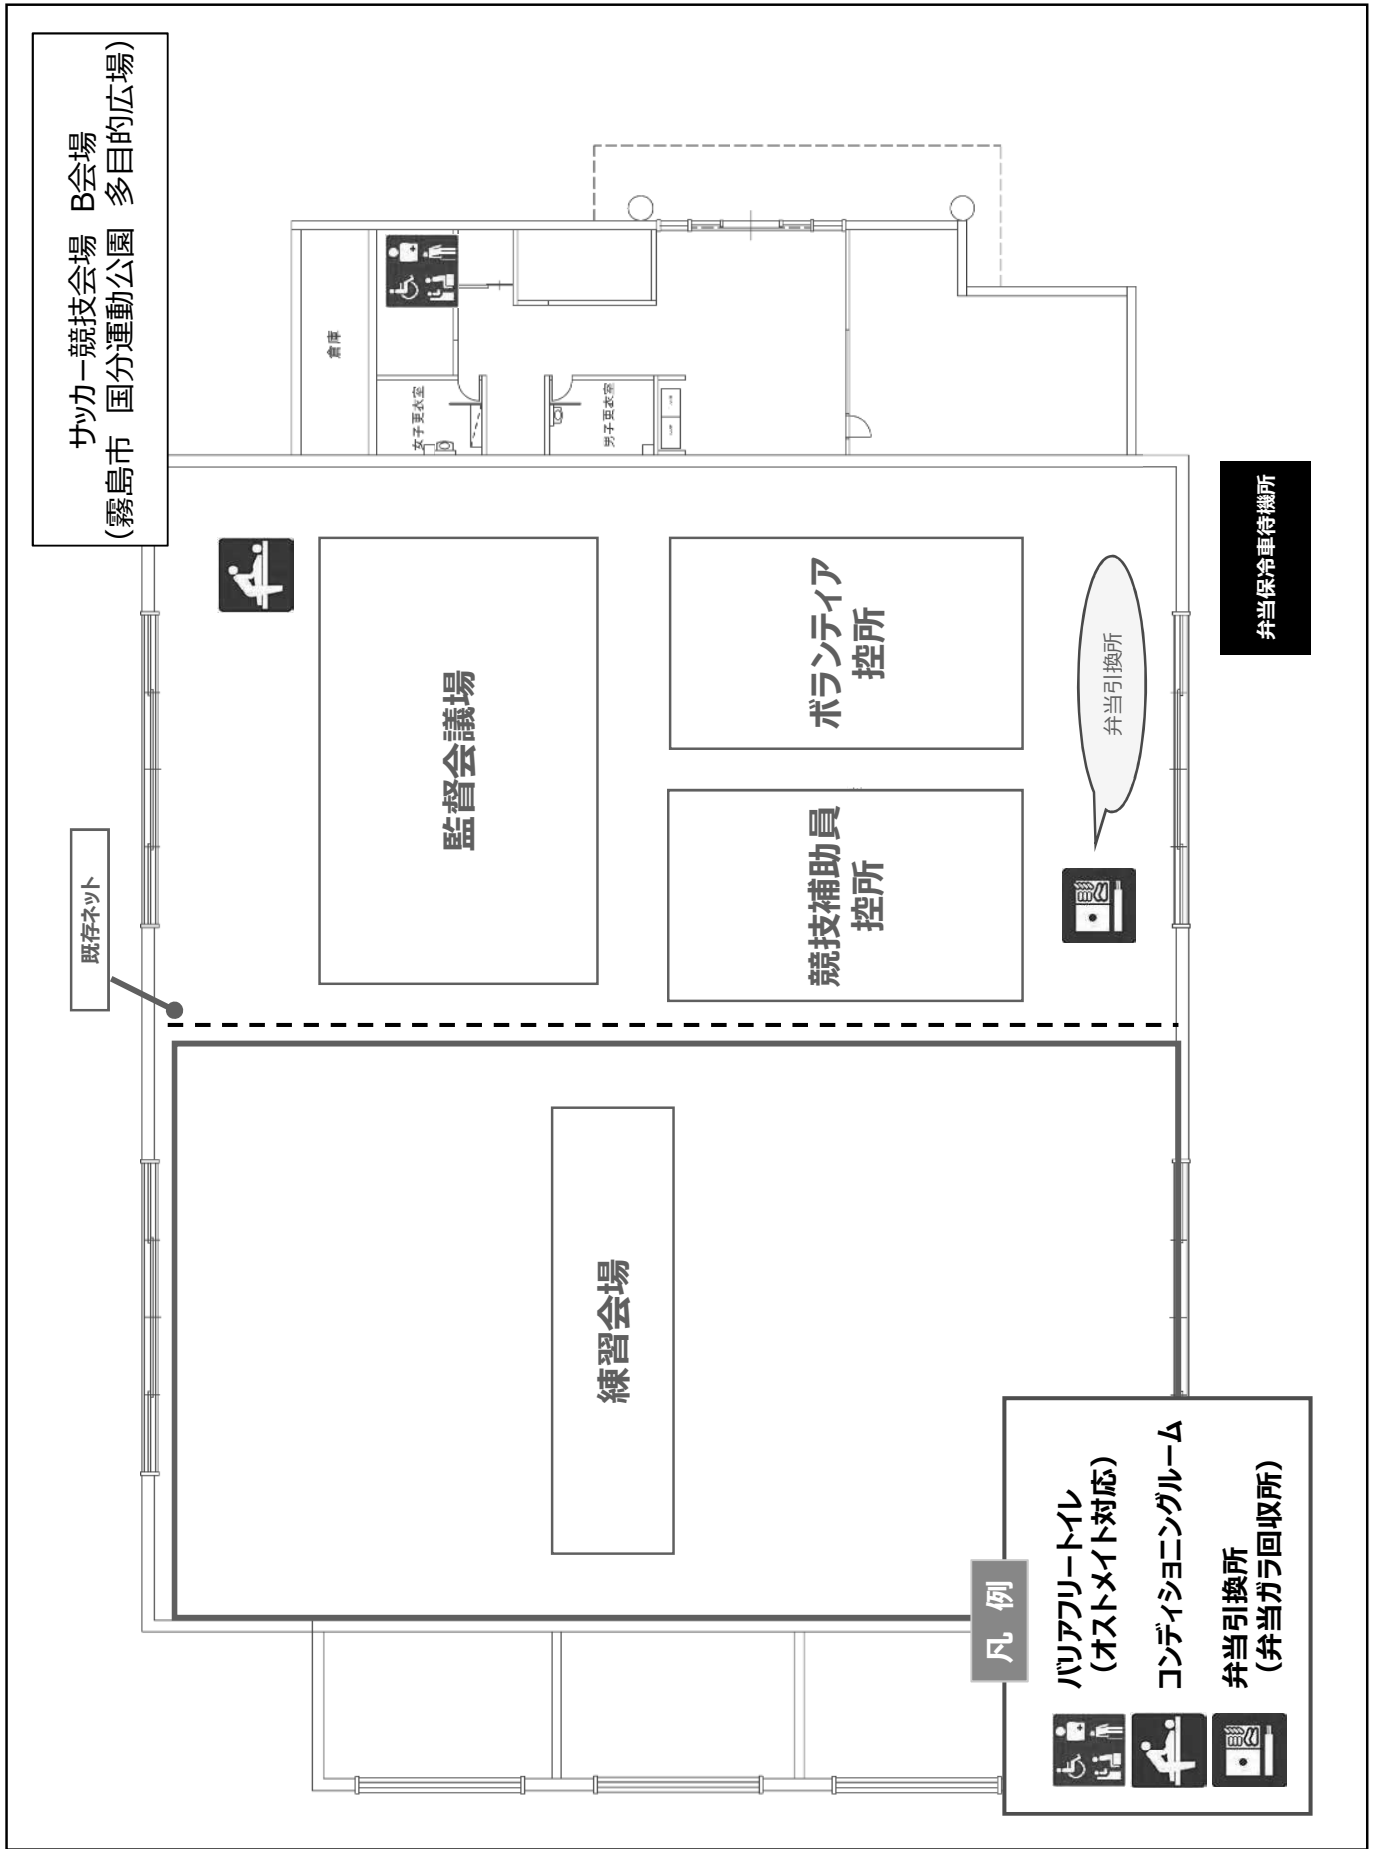 サッカー競技会場　B会場
（霧島市　国分運動公園　多目的広場）
倉庫
女子更衣室
男子更衣室
既存ネット
監督会議場
ボランティア
控所
競技補助員
控所
弁当引換所
弁当保冷車待機所
練習会場
凡　例
バリアフリートイレ
（オストメイト対応）
コンディショニングルーム
弁当引換所
（弁当ガラ回収所）